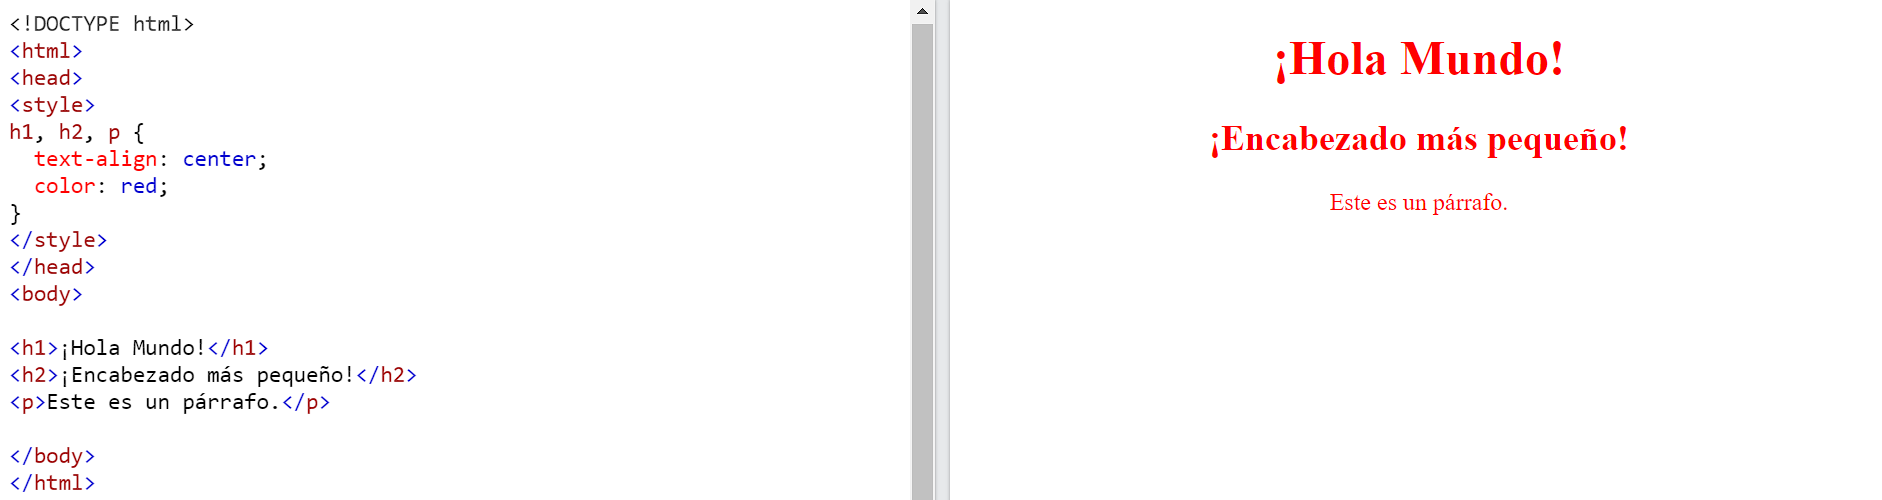 <!DOCTYPE html>
<html>
<head>
<style>
h1, h2, p {
  text-align: center;
  color: red;
}
</style>
</head>
<body>

<h1>¡Hola Mundo!</h1>
<h2>¡Encabezado más pequeño!</h2>
<p>Este es un párrafo.</p>

</body>
</html>
¡Hola Mundo!
¡Encabezado más pequeño!
Este es un párrafo.